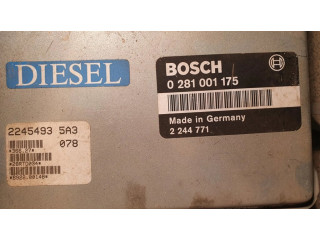 DIESEL
BOSCH
0 281 001 175
Made in Germany
2 244 771
2245493 5A3
078